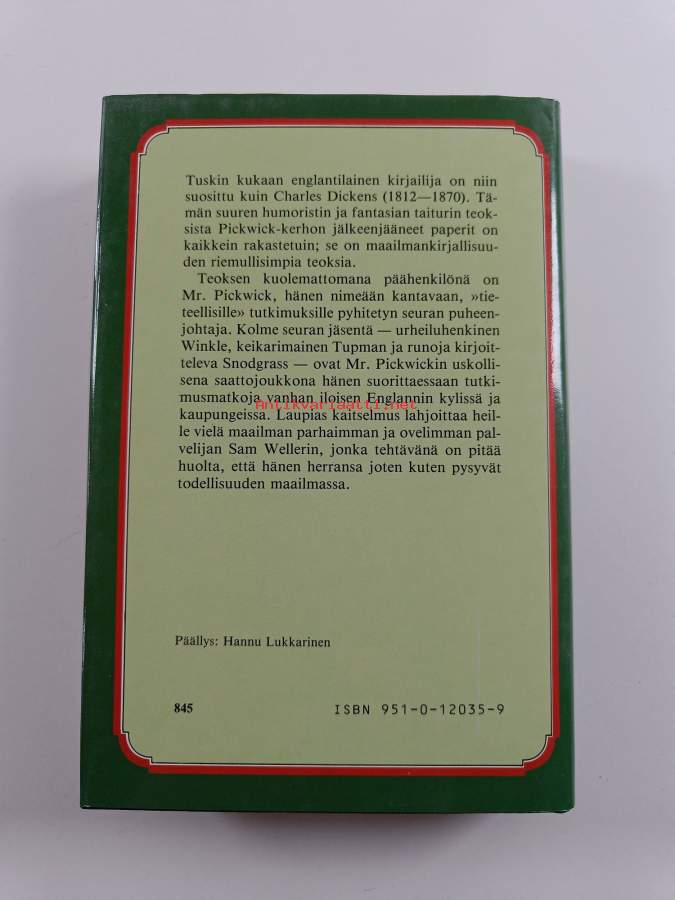 Tuskin kukaan englantilainen kirjailija on niin
suosittu kuin Charles Dickens (1812—1870). Tä-
män suuren humoristin ja fantasian taiturin teok-
sista Pickwick-kerhon jälkeenjääneet paperit on
kaikkein rakastetuin; se on maailmankirjallisuu-
den riemullisimpia teoksia.
Teoksen kuolemattomana päähenkilönä on
Mr. Pickwick, hänen nimeään kantavaan, »tie-
teellisille» tutkimuksille pyhitetyn seuran puheen-
johtaja. Kolme seuran jäsentä — urheiluhenkinen
Winkle, keikarimainen Tupman ja runoja kirjoit-
televa Snodgrass — ovat Mr. Pickwickin uskolli-
sena saattojoukkona hänen suorittaessaan tutki-
musmatkoja vanhan iloisen Englannin kylissä ja
antikvariaatti.net
kaupungeissa. Laupias kaitselmus lahjoittaa heil-
le vielä maailman parhaimman ja ovelimman pal-
velijan Sam Wellerin, jonka tehtävänä on pitää
huolta, että hänen herransa joten kuten pysyvät
todellisuuden maailmassa.
Päällys: Hannu Lukkarinen
845
ISBN 951-0-12035-9